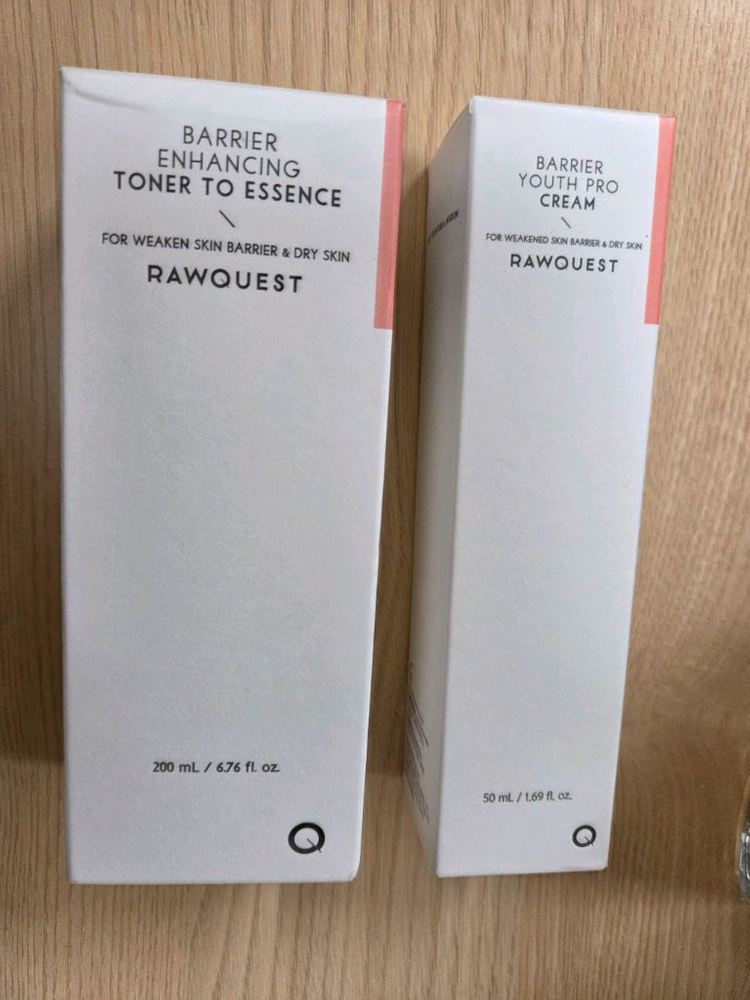 BARRIER
ENHANCING
TONER TO ESSENCE
FOR WEAKEN SKIN BARRIER & DRY SKIN
RAWQUEST
200 mL / 6.76 fl. oz.
Q
BARRIER
YOUTH PRO
CREAM
FOR WEAKENED SKIN BARRIER & DRY SKIN
RAWQUEST
50 mL / 1.69 fl. oz.
Q